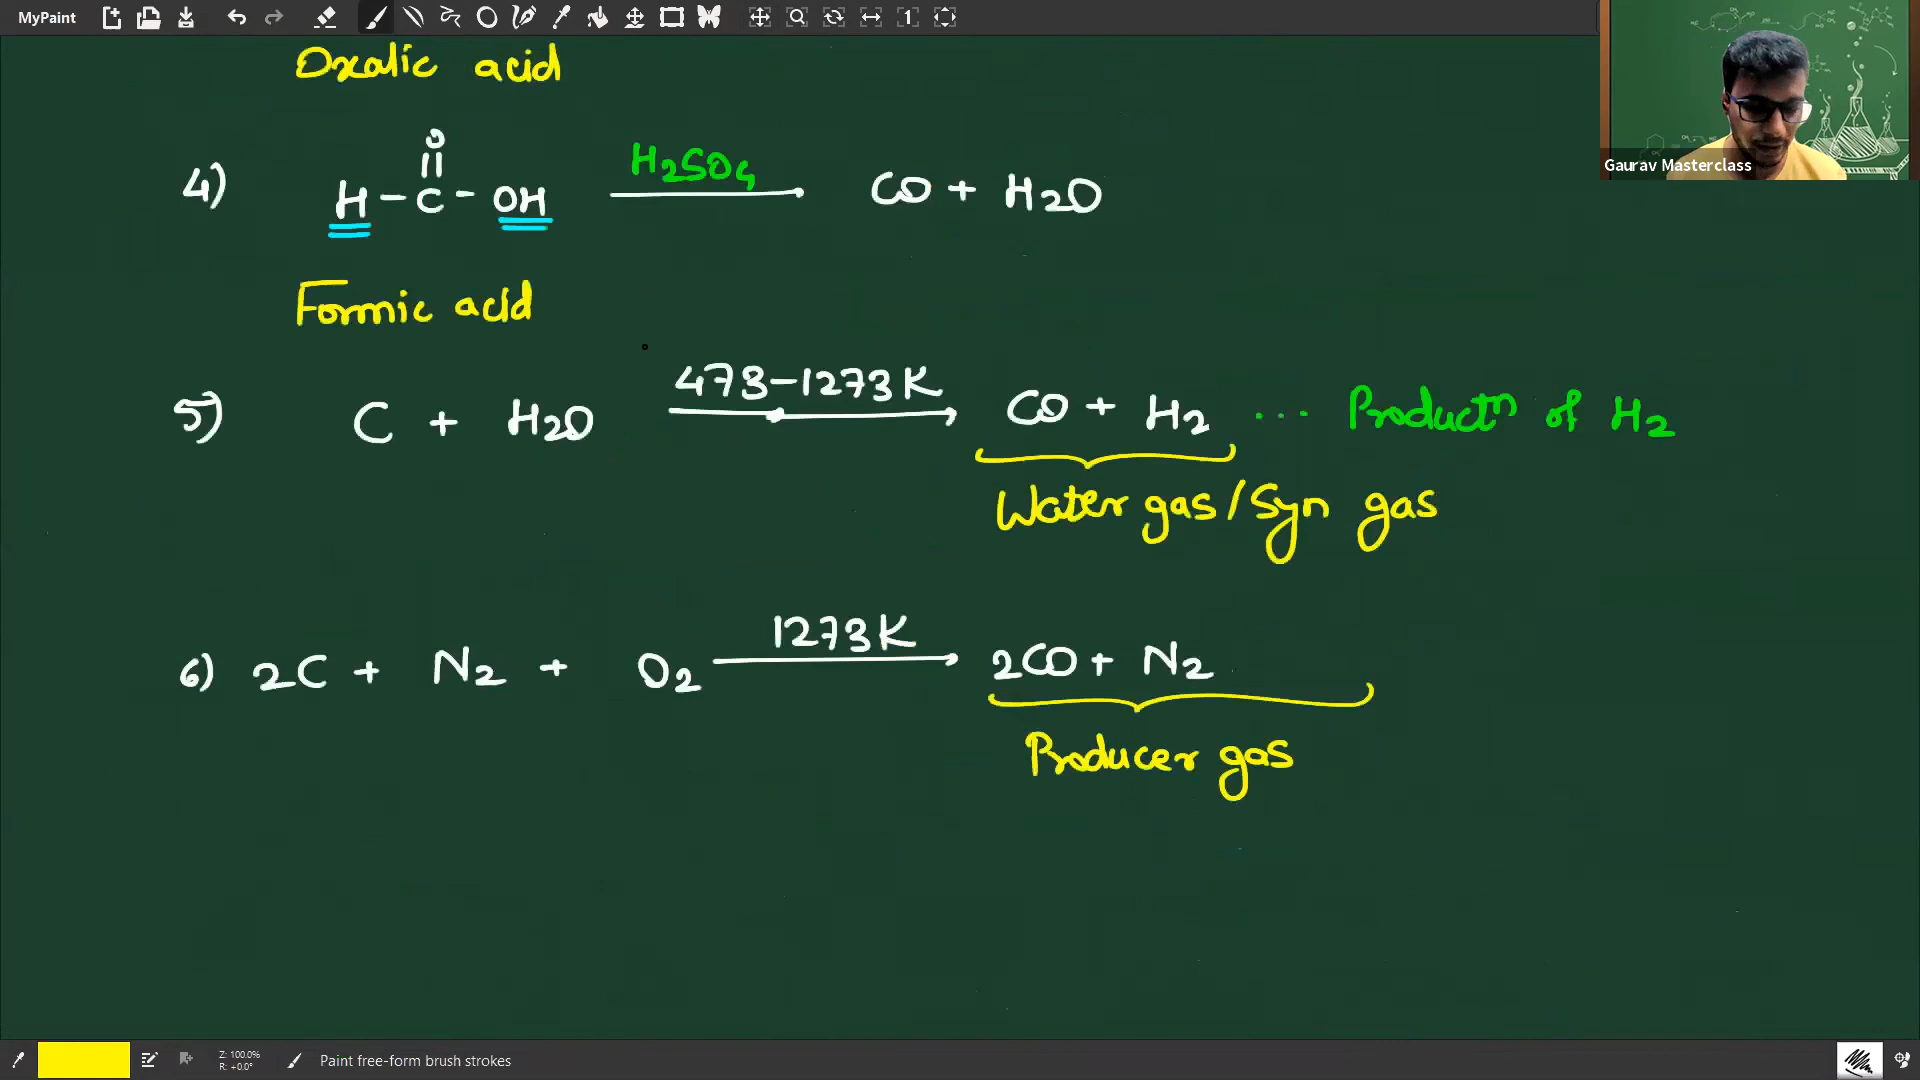 MyPaint
Gaurav Masterclass
Oxalic acid
O
4) H-C-OH H2SO4 CO + H2O
Formic acid
5) C + H2O 473-1273K CO + H2 ... Productn of H2
Water gas/Syn gas
6) 2C + N2 + O2 1273K 2CO + N2
Producer gas
Z: 100.0%
R: +0.0°
Paint free-form brush strokes